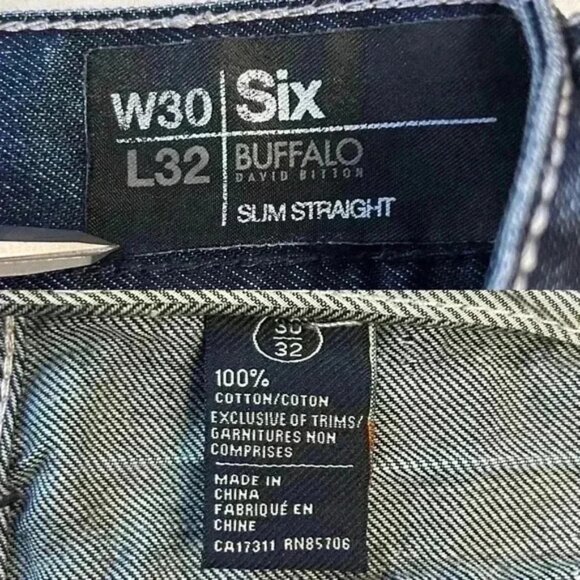 W30 Six
L32 BUFFALO
DAVID BITTON
SLIM STRAIGHT
30
32
100%
COTTON/COTON
EXCLUSIVE OF TRIMS/
GARNITURES NON
COMPRISES
MADE IN
CHINA
FABRIQUÉ EN
CHINE
CA17311 RN85706